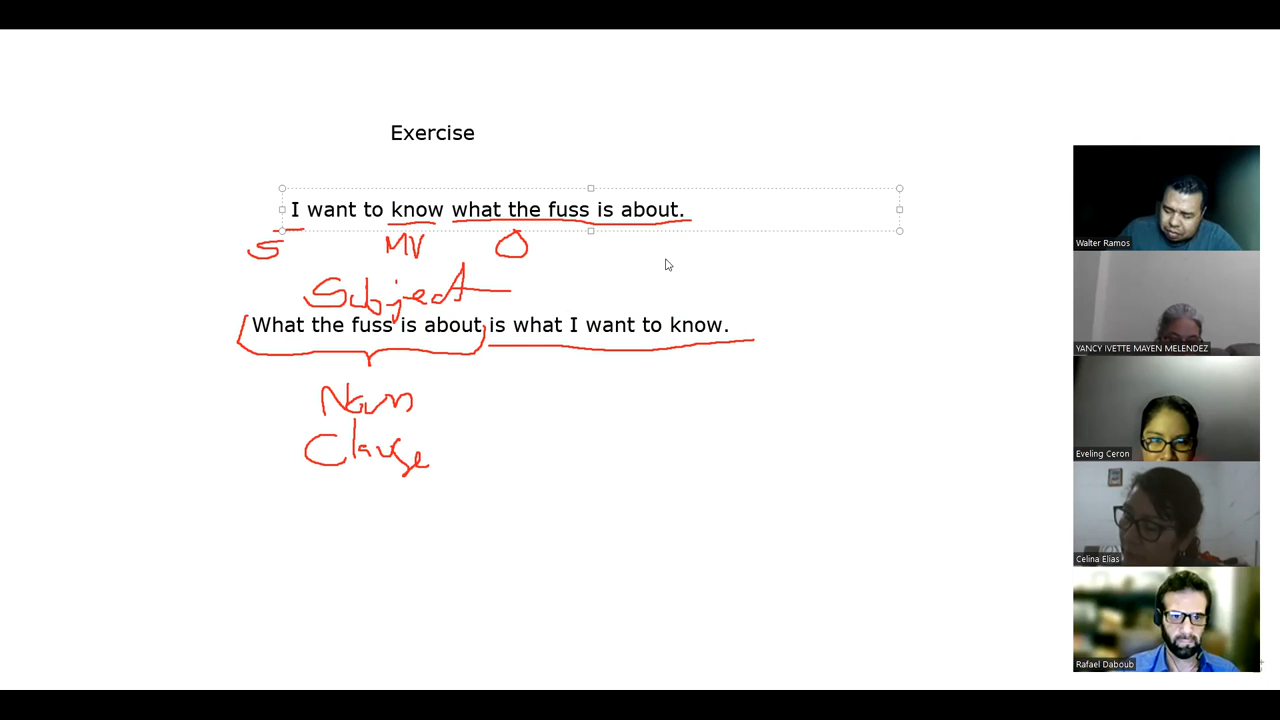 Exercise
I want to know what the fuss is about.
S MV O
Subject
What the fuss is about is what I want to know.
Noun
Clause
Walter Ramos
YANCY IVETTE MAYEN MELENDEZ
Eveling Ceron
Celina Elias
Rafael Daboub